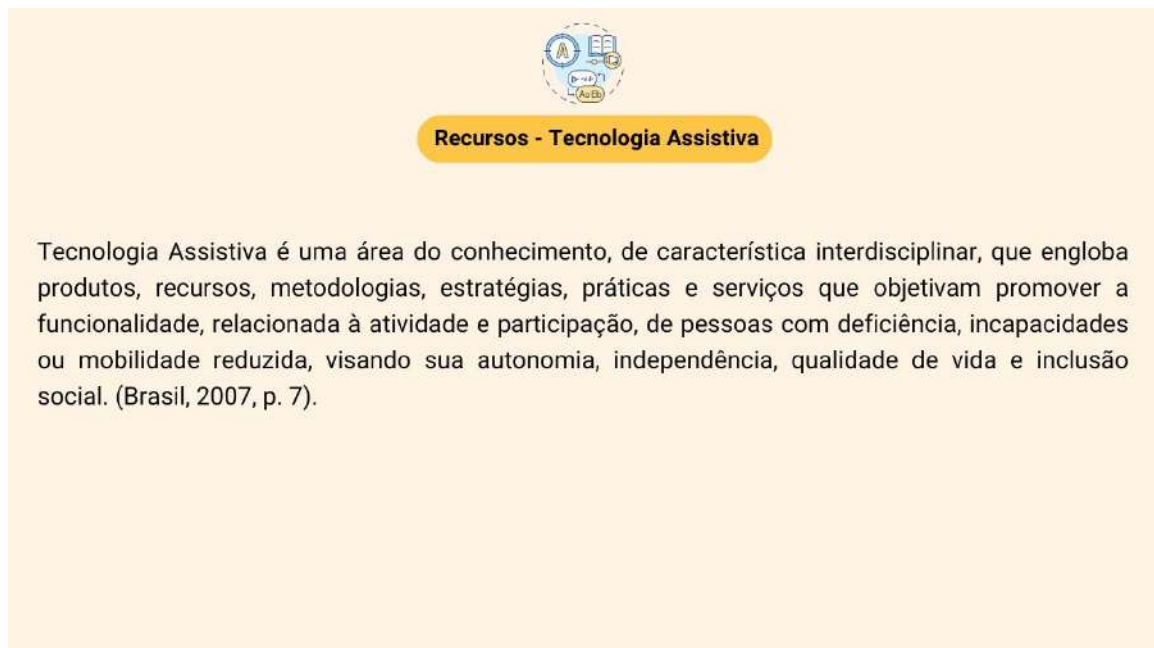 A
Aα Bb
Recursos - Tecnologia Assistiva
Tecnologia Assistiva é uma área do conhecimento, de característica interdisciplinar, que engloba
produtos, recursos, metodologias, estratégias, práticas e serviços que objetivam promover a
funcionalidade, relacionada à atividade e participação, de pessoas com deficiência, incapacidades
ou mobilidade reduzida, visando sua autonomia, independência, qualidade de vida e inclusão
social. (Brasil, 2007, p. 7).